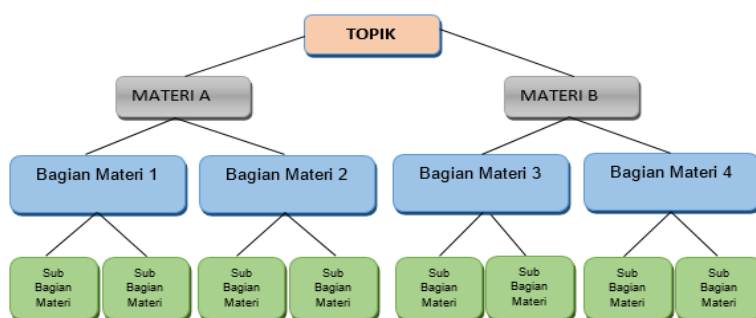 TOPIK
MATERI A
MATERI B
Bagian Materi 1
Bagian Materi 2
Bagian Materi 3
Bagian Materi 4
Sub
Bagian
Materi
Sub
Bagian
Materi
Sub
Bagian
Materi
Sub
Bagian
Materi
Sub
Bagian
Materi
Sub
Bagian
Materi
Sub
Bagian
Materi
Sub
Bagian
Materi